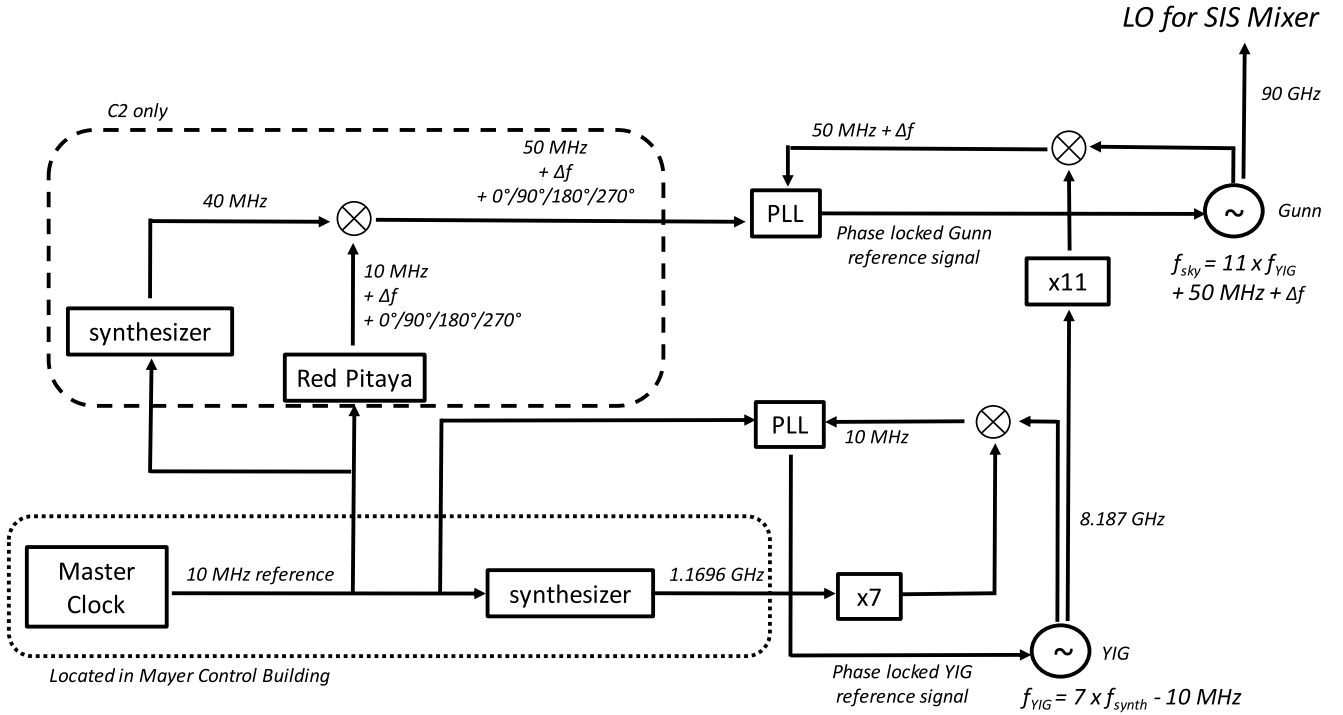 LO for SIS Mixer
90 GHz
C2 only
50 MHz + Δf
50 MHz
+ Δf
+ 0°/90°/180°/270°
40 MHz
PLL
~
Gunn
Phase locked Gunn
reference signal
f_sky = 11 x f_YIG
+ 50 MHz + Δf
10 MHz
+ Δf
+ 0°/90°/180°/270°
x11
synthesizer
Red Pitaya
PLL
10 MHz
8.187 GHz
Master
Clock
10 MHz reference
synthesizer
1.1696 GHz
x7
~
YIG
Located in Mayer Control Building
Phase locked YIG
reference signal
f_YIG = 7 x f_synth - 10 MHz